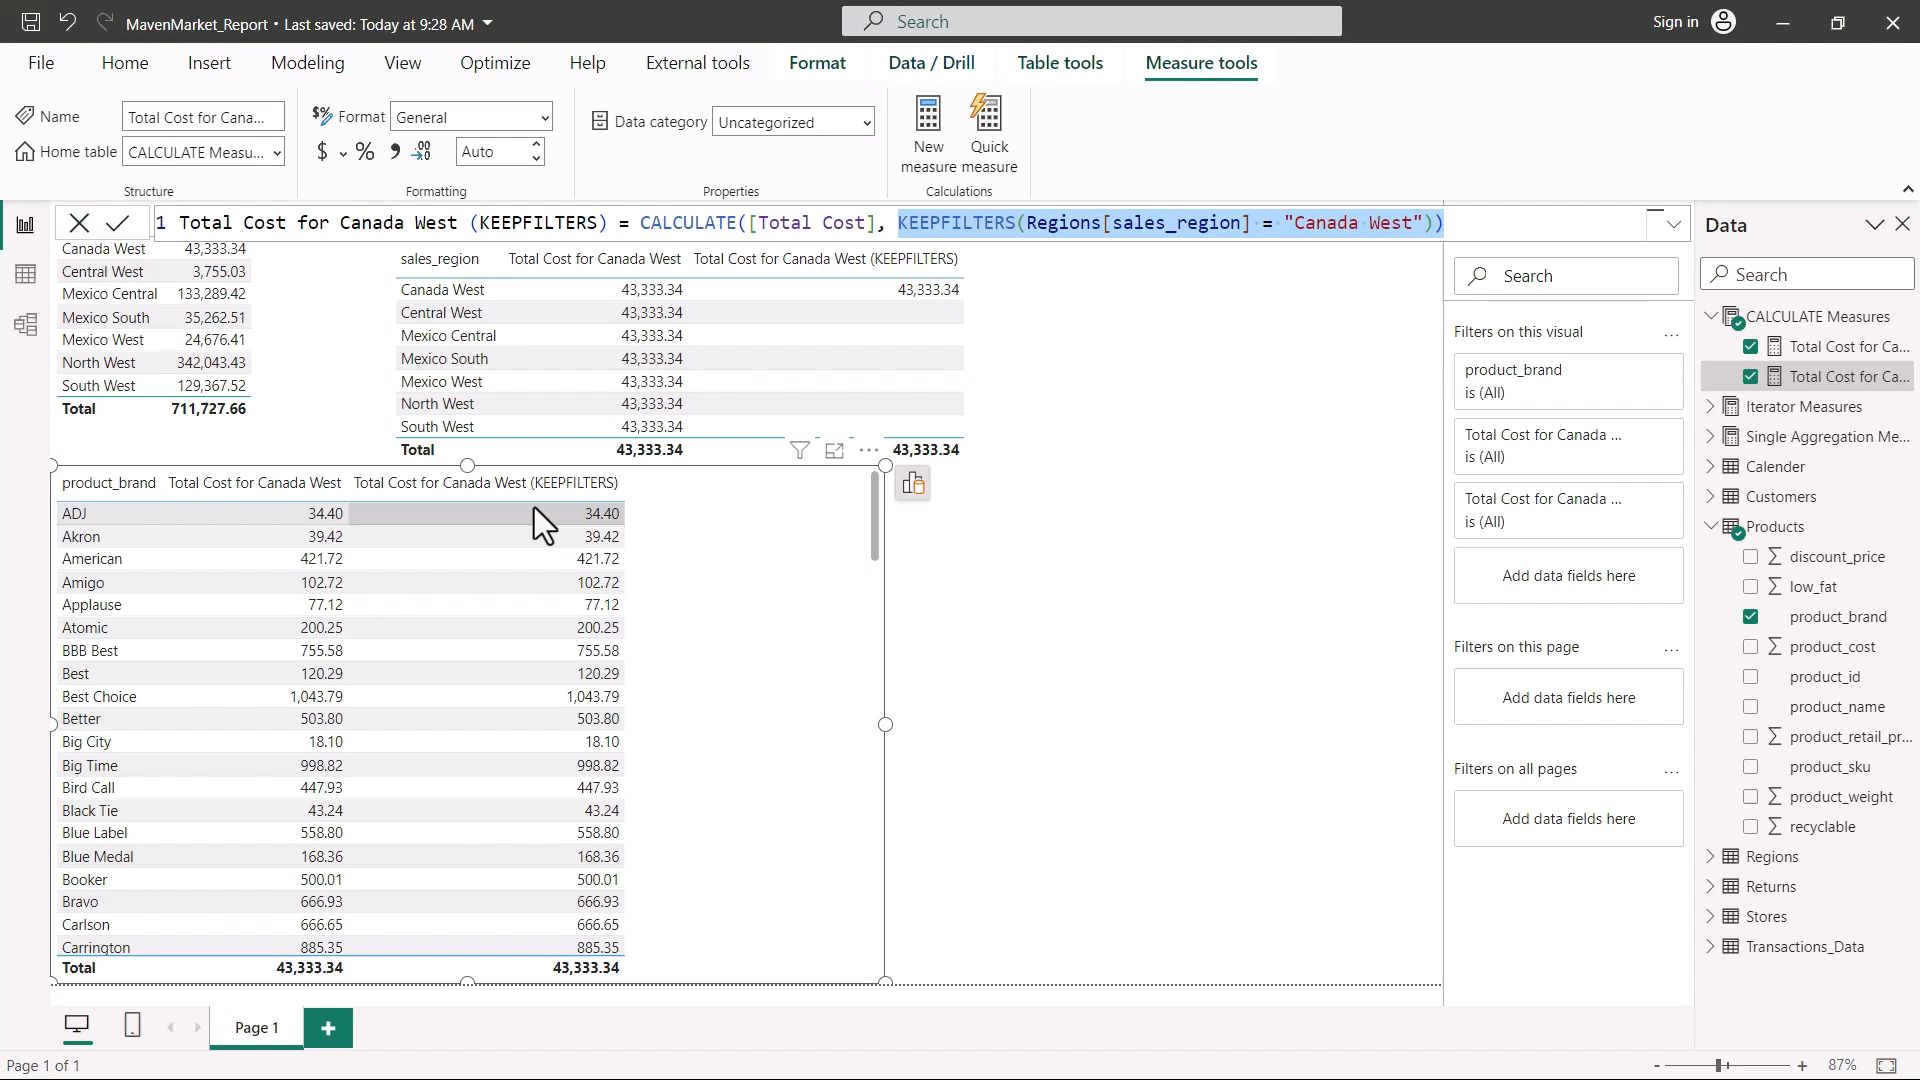 MavenMarket_Report • Last saved: Today at 9:28 AM
Search
Sign in
File Home Insert Modeling View Optimize Help External tools Format Data / Drill Table tools Measure tools
Name Total Cost for Cana...
Home table CALCULATE Measu...
Structure
$% Format General
$ % , .00 Auto
Formatting
Data category Uncategorized
Properties
New measure
Quick measure
Calculations
1 Total Cost for Canada West (KEEPFILTERS) = CALCULATE([Total Cost], KEEPFILTERS(Regions[sales_region] = "Canada West"))
Canada West 43,333.34
Central West 3,755.03
Mexico Central 133,289.42
Mexico South 35,262.51
Mexico West 24,676.41
North West 342,043.43
South West 129,367.52
Total 711,727.66
sales_region Total Cost for Canada West Total Cost for Canada West (KEEPFILTERS)
Canada West 43,333.34 43,333.34
Central West 43,333.34
Mexico Central 43,333.34
Mexico South 43,333.34
Mexico West 43,333.34
North West 43,333.34
South West 43,333.34
Total 43,333.34 43,333.34
product_brand Total Cost for Canada West Total Cost for Canada West (KEEPFILTERS)
ADJ 34.40 34.40
Akron 39.42 39.42
American 421.72 421.72
Amigo 102.72 102.72
Applause 77.12 77.12
Atomic 200.25 200.25
BBB Best 755.58 755.58
Best 120.29 120.29
Best Choice 1,043.79 1,043.79
Better 503.80 503.80
Big City 18.10 18.10
Big Time 998.82 998.82
Bird Call 447.93 447.93
Black Tie 43.24 43.24
Blue Label 558.80 558.80
Blue Medal 168.36 168.36
Booker 500.01 500.01
Bravo 666.93 666.93
Carlson 666.65 666.65
Carrington 885.35 885.35
Total 43,333.34 43,333.34
Search
Filters on this visual ...
product_brand
is (All)
Total Cost for Canada ...
is (All)
Total Cost for Canada ...
is (All)
Add data fields here
Filters on this page ...
Add data fields here
Filters on all pages ...
Add data fields here
Data
Search
CALCULATE Measures
Total Cost for Ca...
Total Cost for Ca...
Iterator Measures
Single Aggregation Me...
Calender
Customers
Products
discount_price
low_fat
product_brand
product_cost
product_id
product_name
product_retail_pr...
product_sku
product_weight
recyclable
Regions
Returns
Stores
Transactions_Data
Page 1
Page 1 of 1
- + 87%